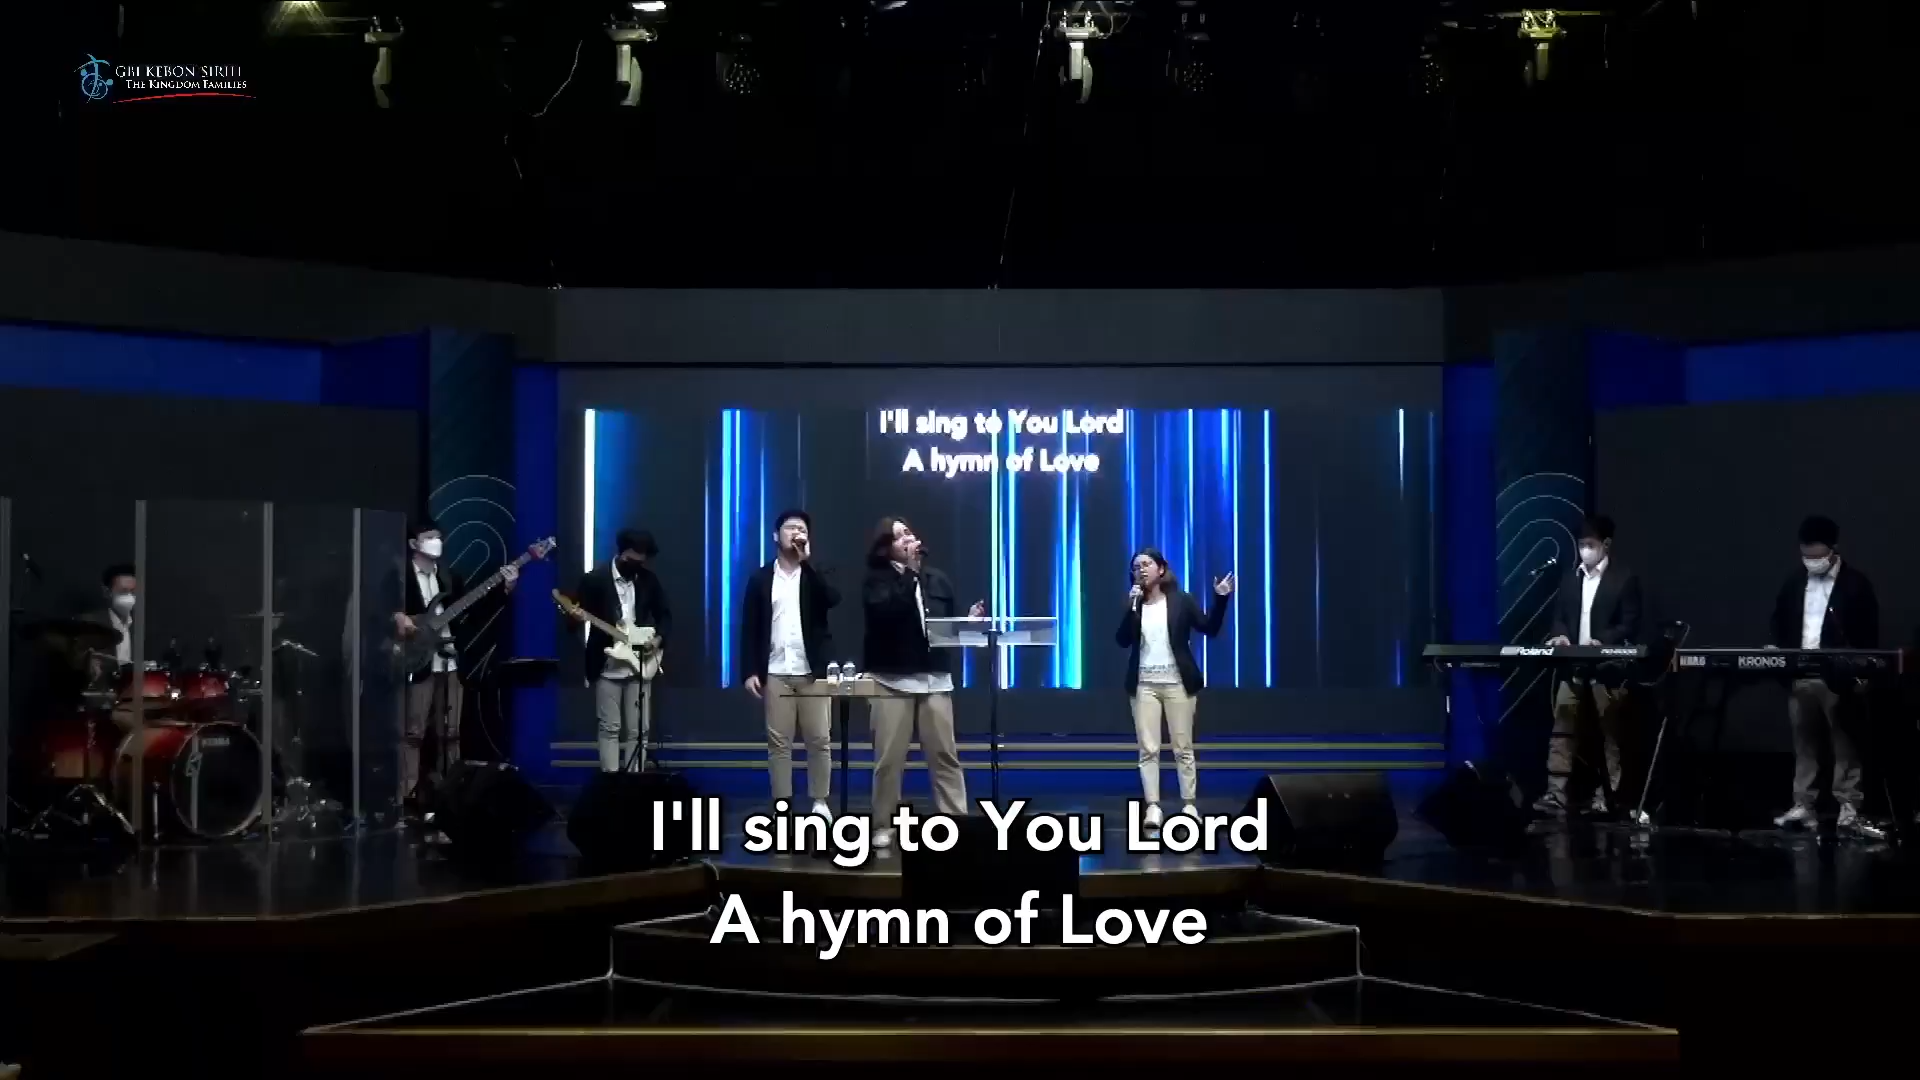 GBI KEBON SIRIH
THE KINGDOM FAMILIES
I'll sing to You Lord
A hymn of Love
Roland
KORG KRONOS
I'll sing to You Lord
A hymn of Love